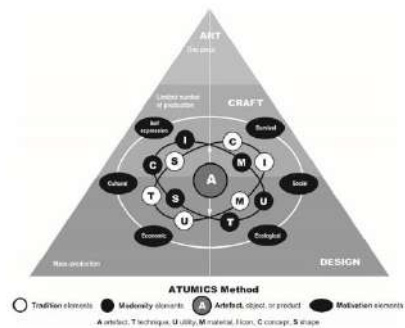 ART
One piece
Limited number
of production
CRAFT
Self
expression
Survival
I
C
C
S
M
I
Cultural
A
Social
T
S
M
U
U
T
Economic
Ecological
Mass production
DESIGN
ATUMICS Method
Tradition elements
Modernity elements
A
Artefact, object, or product
Motivation elements
A artefact, T technique, U utility, M material, I icon, C concept, S shape